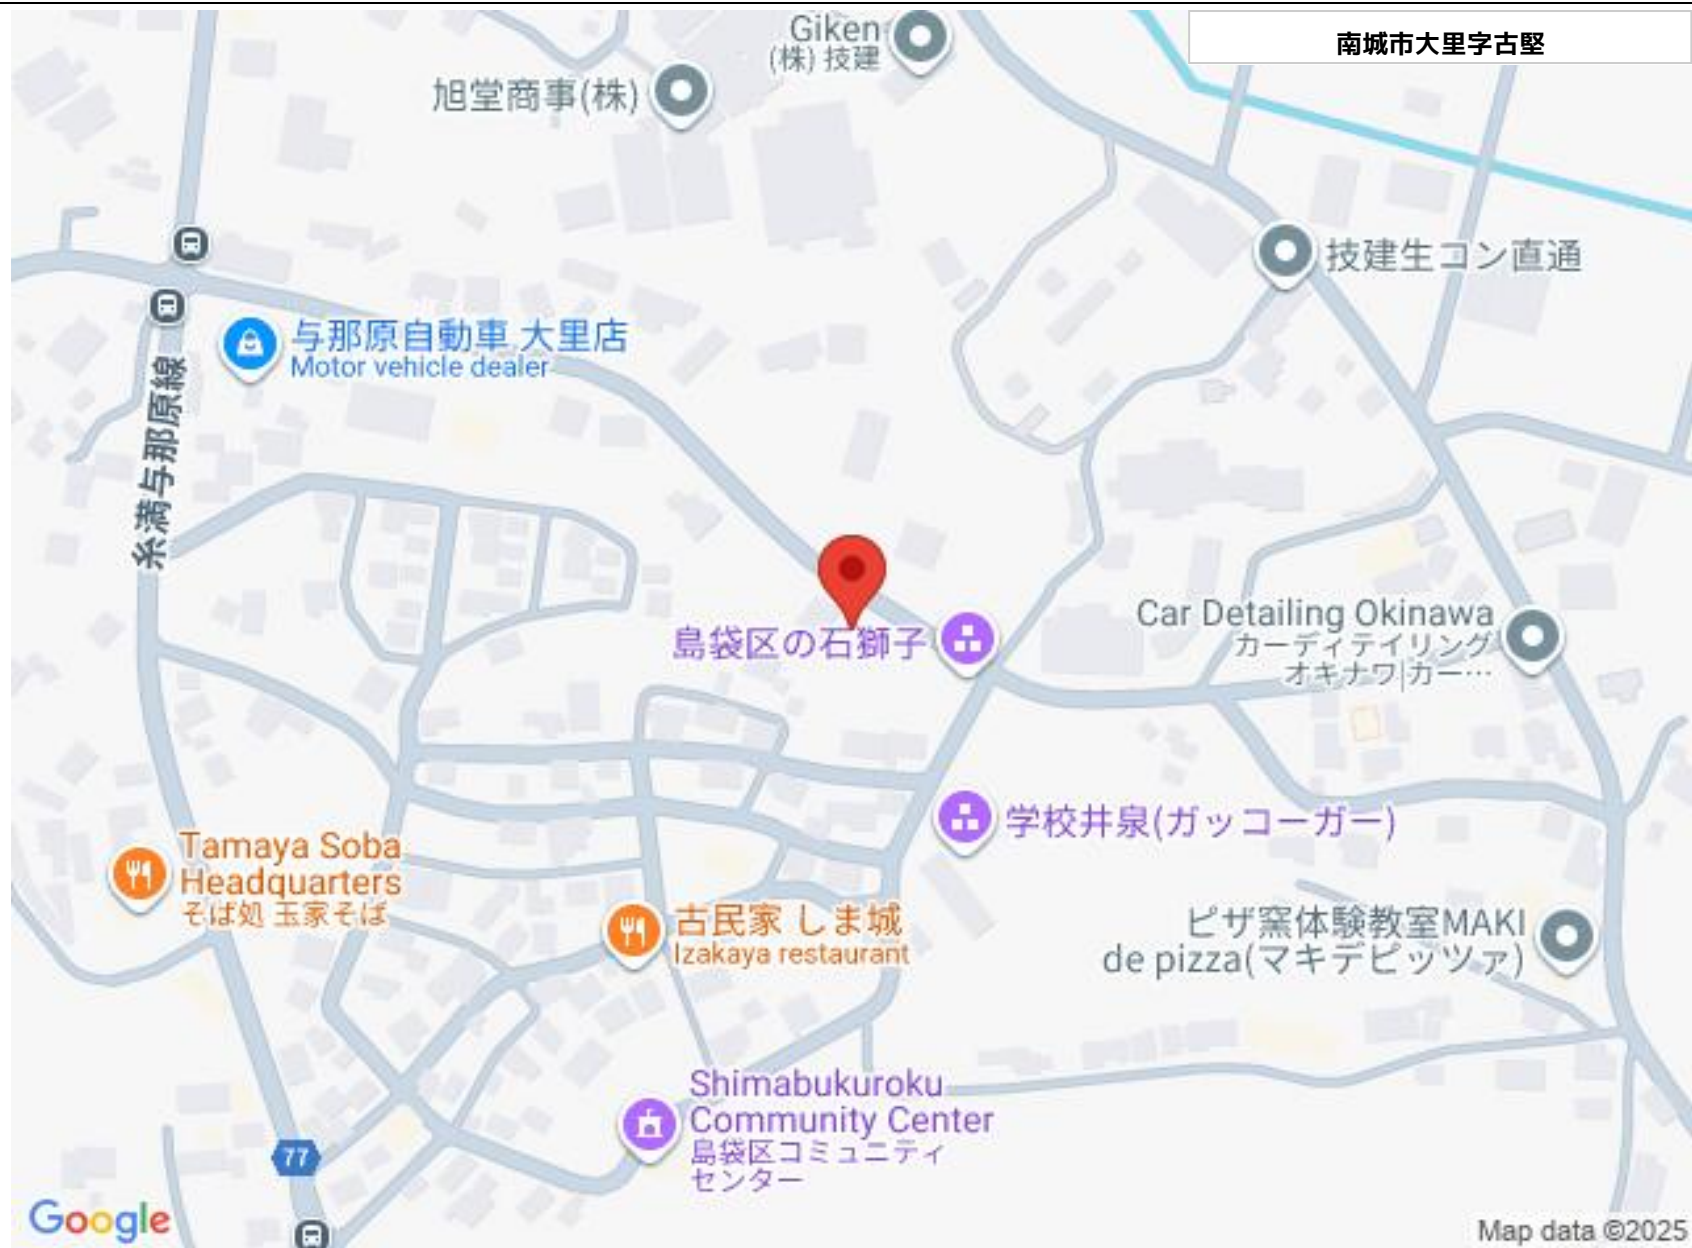 南城市大里字古堅
Giken
(株) 技建
旭堂商事(株)
技建生コン直通
与那原自動車 大里店
Motor vehicle dealer
糸満与那原線
島袋区の石獅子
Car Detailing Okinawa
カーディテイリング
オキナワ|カー…
学校井泉(ガッコーガー)
Tamaya Soba
Headquarters
そば処 玉家そば
古民家 しま城
Izakaya restaurant
ピザ窯体験教室MAKI
de pizza(マキデピッツァ)
Shimabukuroku
Community Center
島袋区コミュニティ
センター
77
Google
Map data ©2025